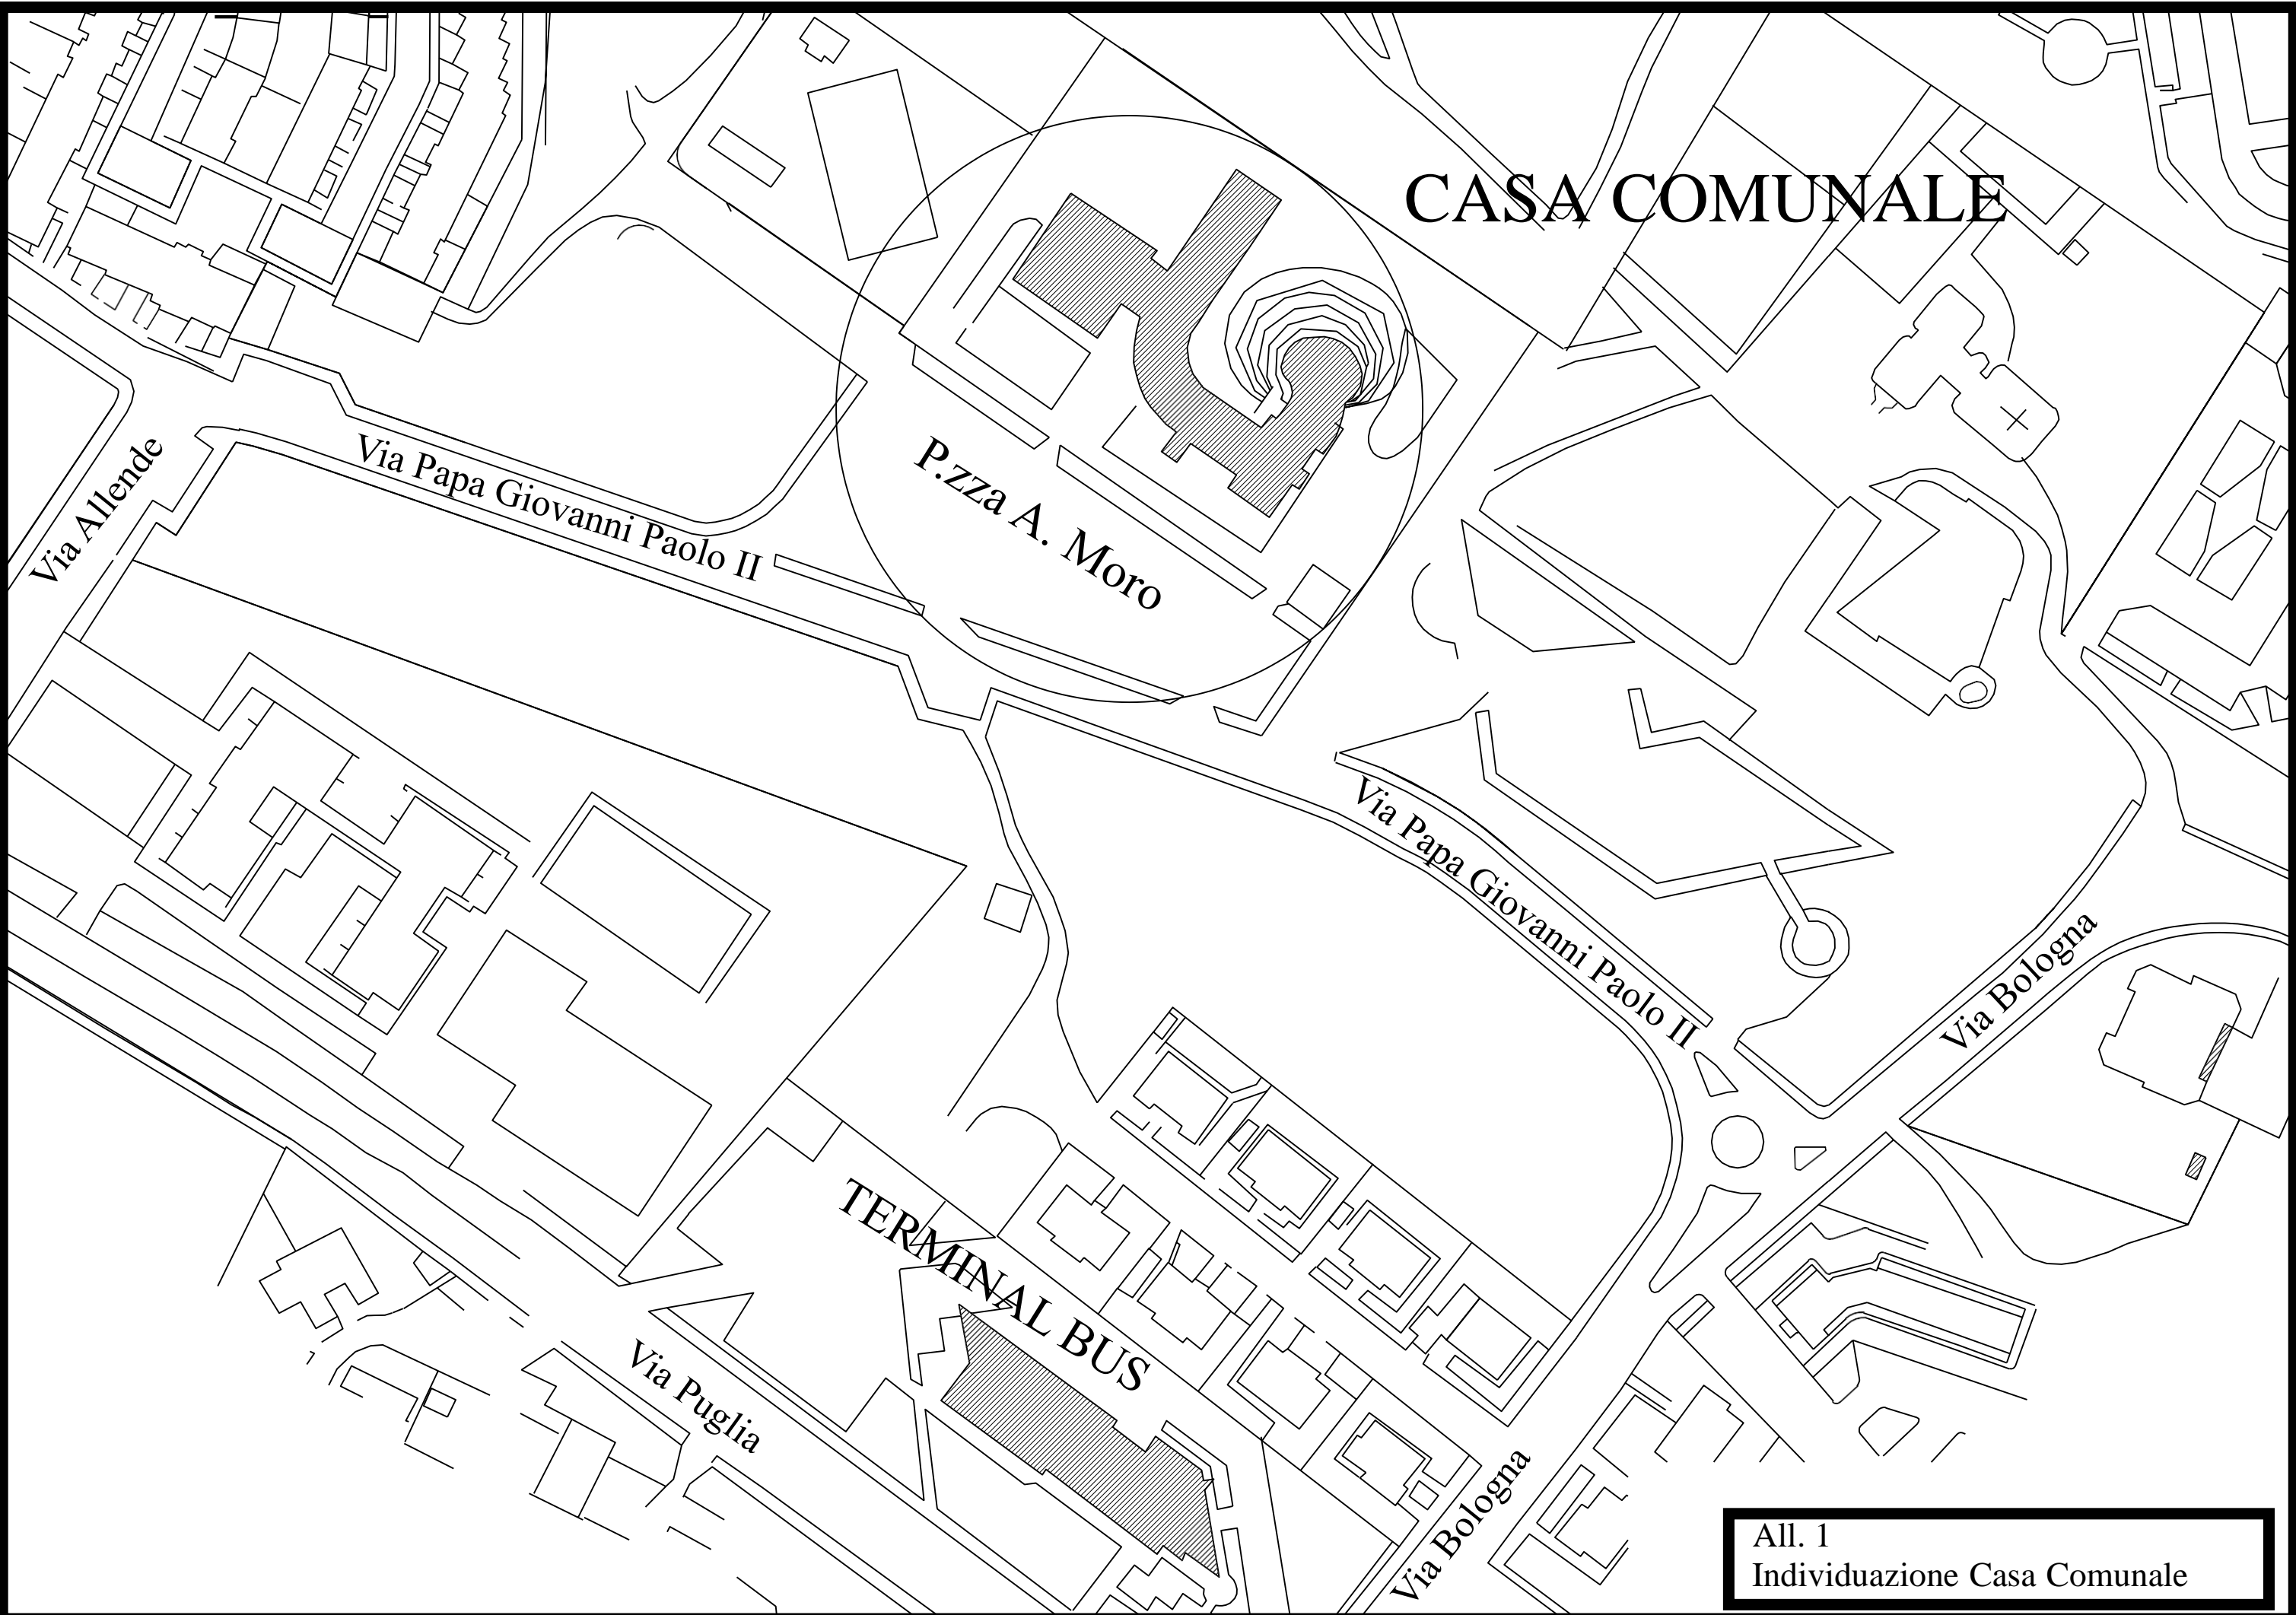 CASA COMUNALE
Via Allende
Via Papa Giovanni Paolo II
P.zza A. Moro
Via Papa Giovanni Paolo II
Via Bologna
TERMINAL BUS
Via Puglia
Via Bologna
All. 1
Individuazione Casa Comunale